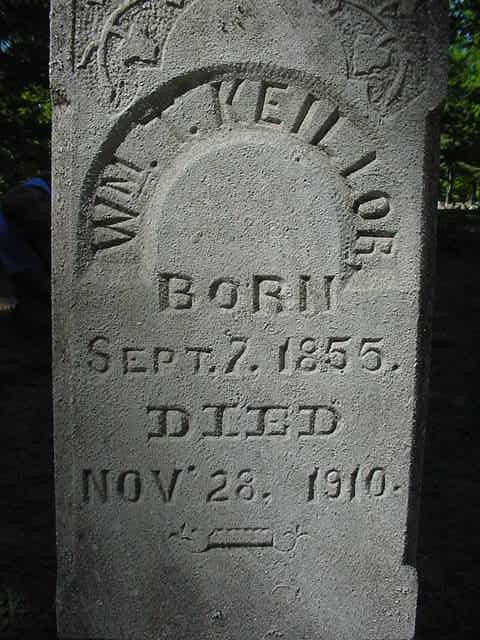 WM. T. KEILLOR
BORN
SEPT. 7. 1855.
DIED
NOV. 28. 1910.